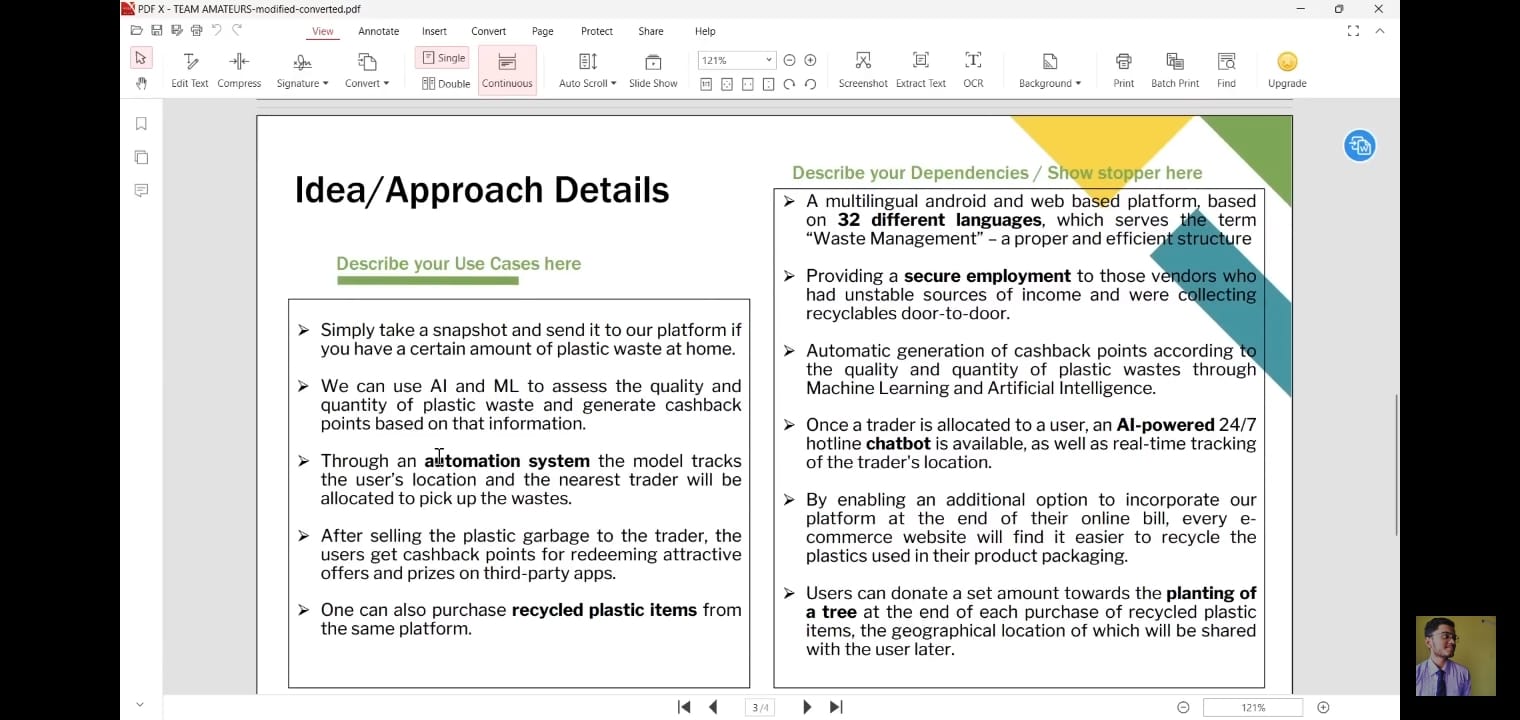 PDF X - TEAM AMATEURS-modified-converted.pdf
View Annotate Insert Convert Page Protect Share Help
Edit Text Compress Signature Convert Single Double Continuous Auto Scroll Slide Show 121% Screenshot Extract Text OCR Background Print Batch Print Find Upgrade
Idea/Approach Details
Describe your Use Cases here
➢ Simply take a snapshot and send it to our platform if
you have a certain amount of plastic waste at home.
➢ We can use AI and ML to assess the quality and
quantity of plastic waste and generate cashback
points based on that information.
➢ Through an automation system the model tracks
the user's location and the nearest trader will be
allocated to pick up the wastes.
➢ After selling the plastic garbage to the trader, the
users get cashback points for redeeming attractive
offers and prizes on third-party apps.
➢ One can also purchase recycled plastic items from
the same platform.
Describe your Dependencies / Show stopper here
➢ A multilingual android and web based platform, based
on 32 different languages, which serves the term
“Waste Management” – a proper and efficient structure
➢ Providing a secure employment to those vendors who
had unstable sources of income and were collecting
recyclables door-to-door.
➢ Automatic generation of cashback points according to
the quality and quantity of plastic wastes through
Machine Learning and Artificial Intelligence.
➢ Once a trader is allocated to a user, an AI-powered 24/7
hotline chatbot is available, as well as real-time tracking
of the trader's location.
➢ By enabling an additional option to incorporate our
platform at the end of their online bill, every e-
commerce website will find it easier to recycle the
plastics used in their product packaging.
➢ Users can donate a set amount towards the planting of
a tree at the end of each purchase of recycled plastic
items, the geographical location of which will be shared
with the user later.
3 /4
121%